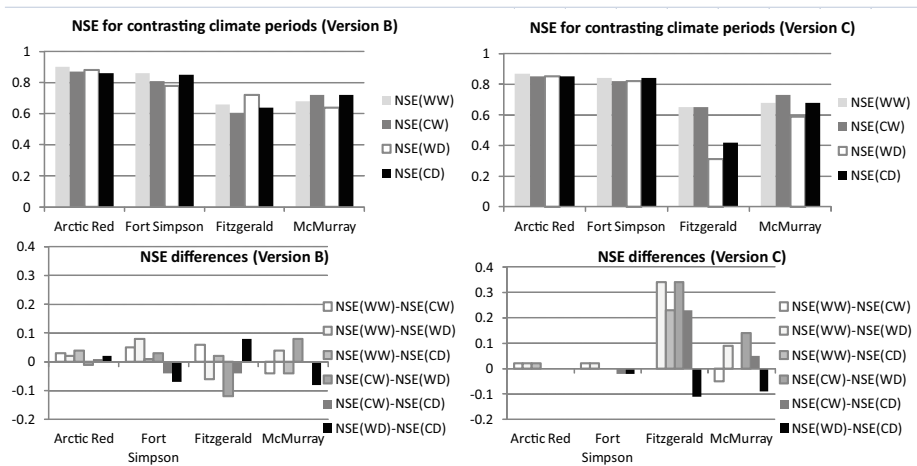 NSE for contrasting climate periods (Version B)
1
0.8
0.6
0.4
0.2
0
Arctic Red Fort Simpson Fitzgerald McMurray
NSE(WW)
NSE(CW)
NSE(WD)
NSE(CD)
NSE for contrasting climate periods (Version C)
1
0.8
0.6
0.4
0.2
0
Arctic Red Fort Simpson Fitzgerald McMurray
NSE(WW)
NSE(CW)
NSE(WD)
NSE(CD)
NSE differences (Version B)
0.4
0.3
0.2
0.1
0
-0.1
-0.2
Arctic Red Fort Fitzgerald McMurray
Simpson
NSE(WW)-NSE(CW)
NSE(WW)-NSE(WD)
NSE(WW)-NSE(CD)
NSE(CW)-NSE(WD)
NSE(CW)-NSE(CD)
NSE(WD)-NSE(CD)
NSE differences (Version C)
0.4
0.3
0.2
0.1
0
-0.1
-0.2
Arctic Red Fort Fitzgerald McMurray
Simpson
NSE(WW)-NSE(CW)
NSE(WW)-NSE(WD)
NSE(WW)-NSE(CD)
NSE(CW)-NSE(WD)
NSE(CW)-NSE(CD)
NSE(WD)-NSE(CD)